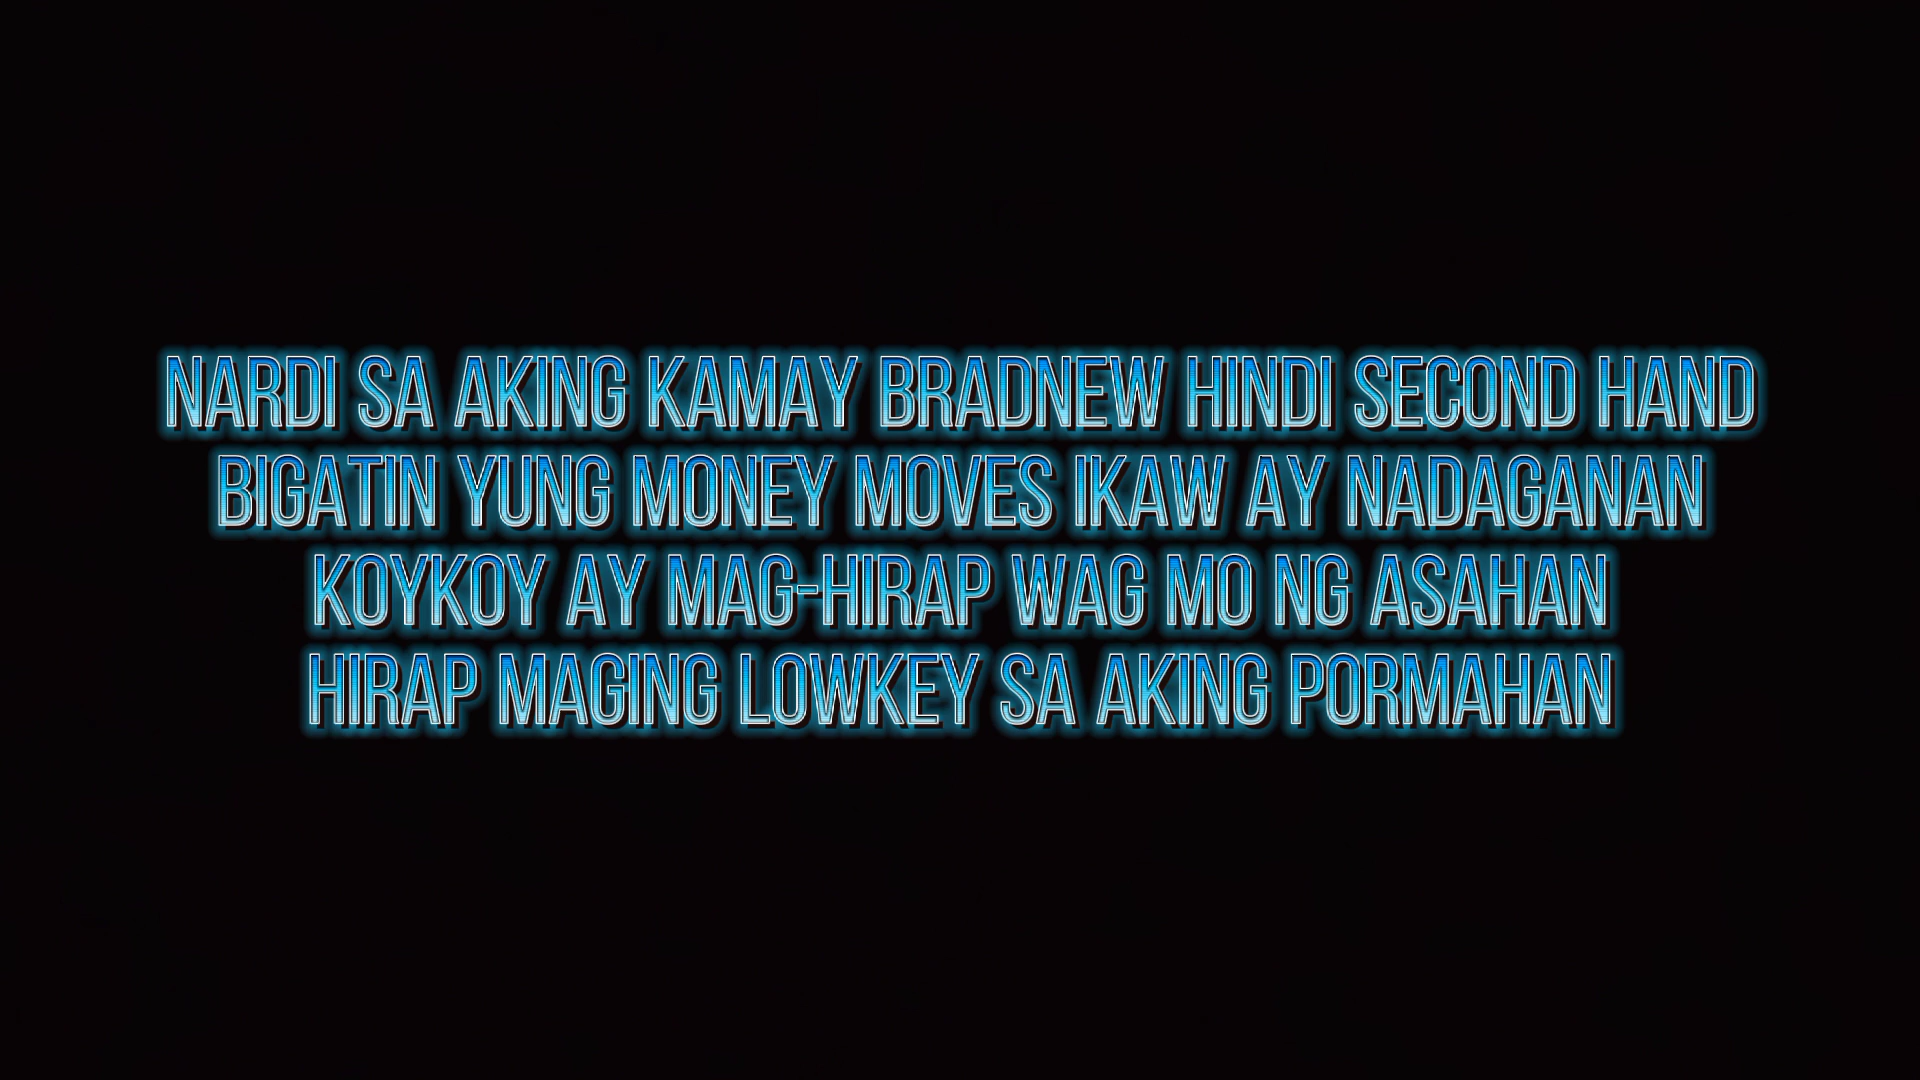 NARDI SA AKING KAMAY BRADNEW HINDI SECOND HAND
BIGATIN YUNG MONEY MOVES IKAW AY NADAGANAN
KOYKOY AY MAG-HIRAP WAG MO NG ASAHAN
HIRAP MAGING LOWKEY SA AKING PORMAHAN